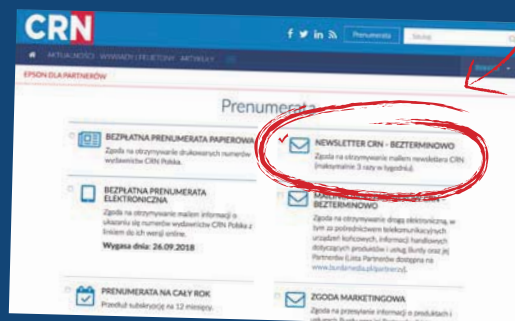 CRN
Prenumerata
Szukaj
AKTUALNOŚCI WYWIADY I FELIETONY ARTYKUŁY
EPSON DLA PARTNERÓW
Prenumerata
BEZPŁATNA PRENUMERATA PAPIEROWA
Zgoda na otrzymywanie drukowanych numerów
wydawnictw CRN Polska.
NEWSLETTER CRN - BEZTERMINOWO
Zgoda na otrzymywanie mailem newslettera CRN
(maksymalnie 3 razy w tygodniu).
BEZPŁATNA PRENUMERATA
ELEKTRONICZNA
Zgoda na otrzymywanie mailem informacji o
ukazaniu się numerów wydawnictw CRN Polska z
linkiem do ich wersji online.
Wygasa dnia: 26.09.2018
BEZTERMINOWO
Zgoda na otrzymywanie drogą elektroniczną, w
tym za pośrednictwem telekomunikacyjnych
urządzeń końcowych, informacji handlowych
dotyczących produktów i usług Burdy oraz jej
Partnerów (Lista Partnerów dostępna na
www.burdamedia.pl/partnerzy).
PRENUMERATA NA CAŁY ROK
Przedłuż subskrypcję na 12 miesięcy.
ZGODA MARKETINGOWA
Zgoda na przesyłanie informacji o produktach i